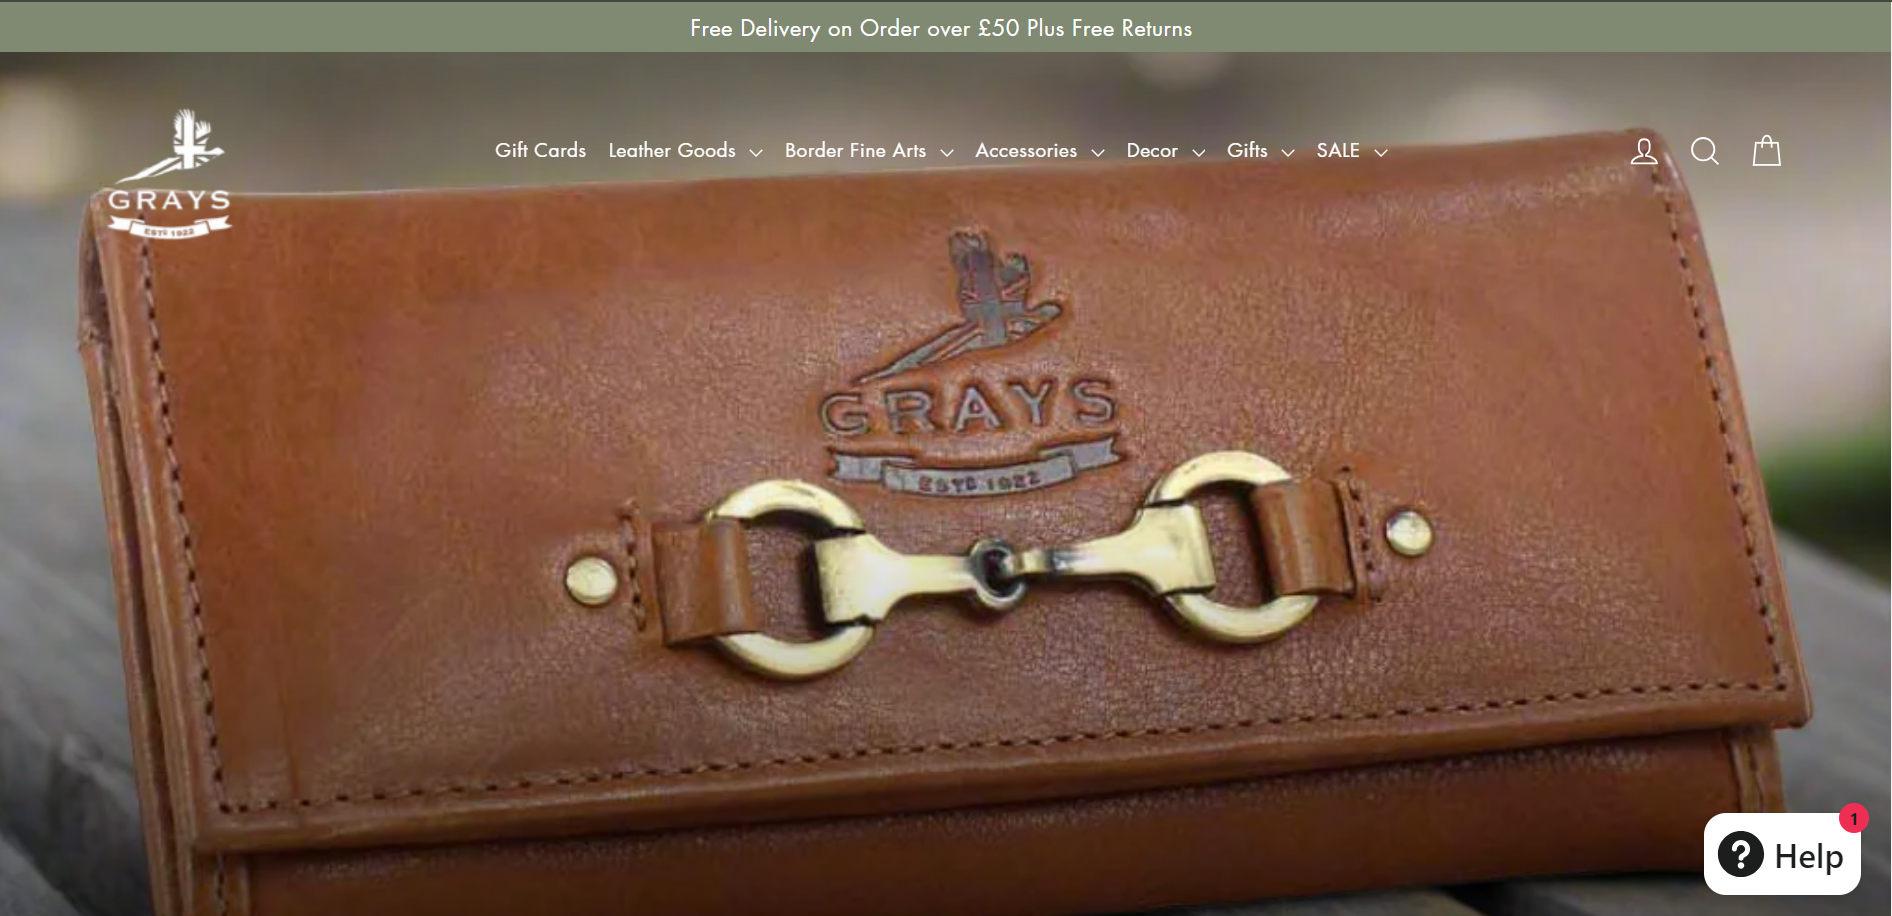 Free Delivery on Order over £50 Plus Free Returns
GRAYS
ESTD 1922
Gift Cards Leather Goods Border Fine Arts Accessories Decor Gifts SALE
GRAYS
ESTD 1922
1
? Help